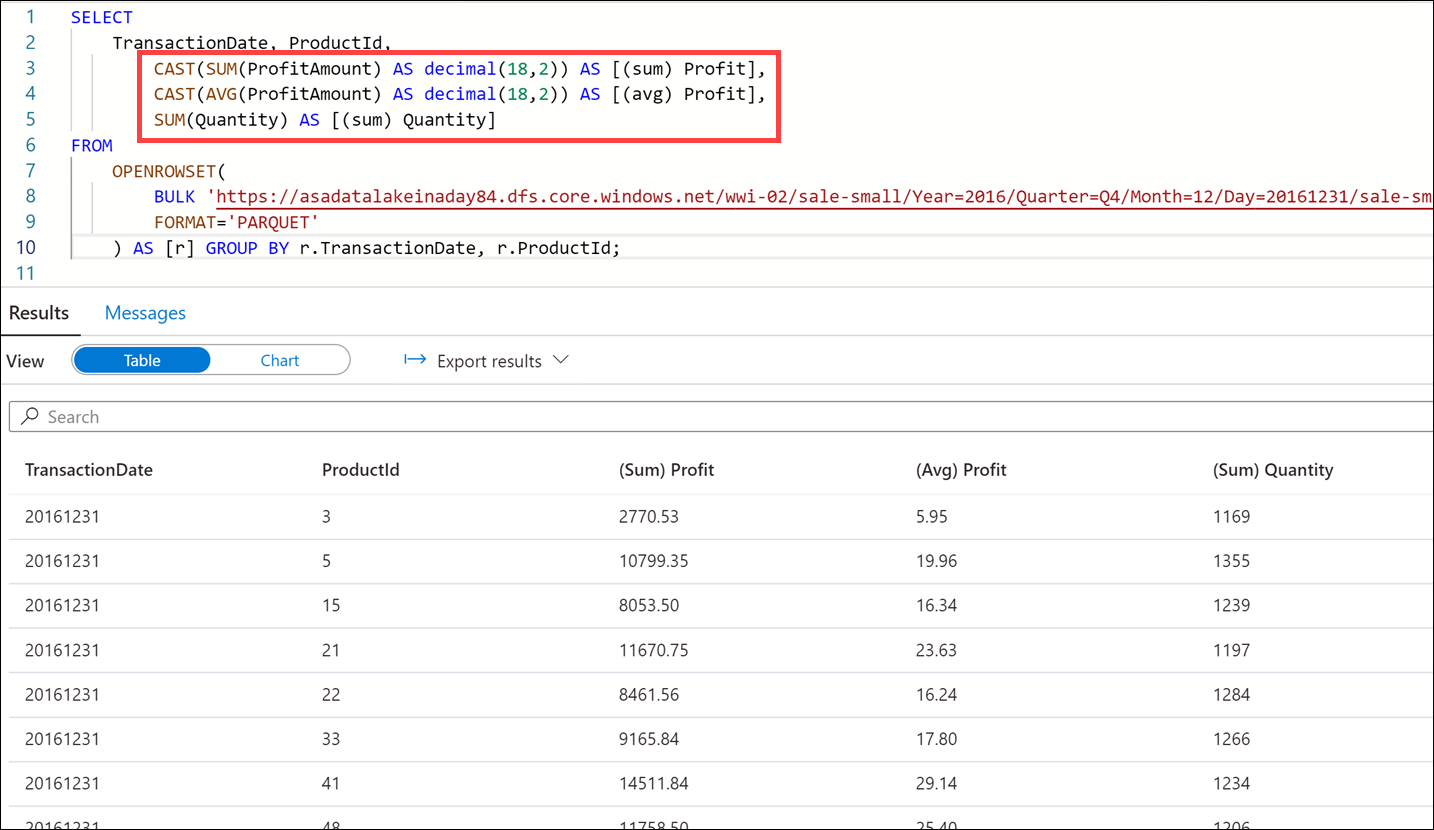 1 SELECT
2 TransactionDate, ProductId,
3 CAST(SUM(ProfitAmount) AS decimal(18,2)) AS [(sum) Profit],
4 CAST(AVG(ProfitAmount) AS decimal(18,2)) AS [(avg) Profit],
5 SUM(Quantity) AS [(sum) Quantity]
6 FROM
7 OPENROWSET(
8 BULK 'https://asadatalakeinaday84.dfs.core.windows.net/wwi-02/sale-small/Year=2016/Quarter=Q4/Month=12/Day=20161231/sale-sm
9 FORMAT='PARQUET'
10 ) AS [r] GROUP BY r.TransactionDate, r.ProductId;
11
Results Messages
View Table Chart Export results
Search
TransactionDate ProductId (Sum) Profit (Avg) Profit (Sum) Quantity
20161231 3 2770.53 5.95 1169
20161231 5 10799.35 19.96 1355
20161231 15 8053.50 16.34 1239
20161231 21 11670.75 23.63 1197
20161231 22 8461.56 16.24 1284
20161231 33 9165.84 17.80 1266
20161231 41 14511.84 29.14 1234
20161231 48 11758.50 25.40 1206